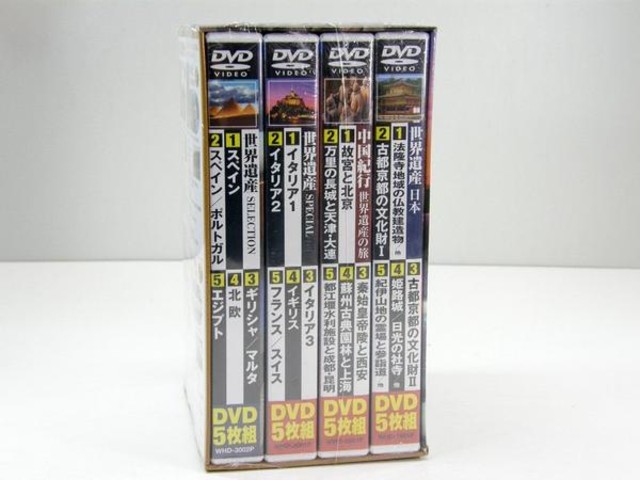 DVD
VIDEO
世界遺産 SELECTION
1 スペイン
2 スペイン／ポルトガル
3 ギリシャ／マルタ
4 北欧
5 エジプト
DVD
5枚組
WHD-3002P
DVD
VIDEO
世界遺産 SPECIAL
1 イタリア1
2 イタリア2
3 イタリア3
4 イギリス
5 フランス／スイス
DVD
5枚組
DVD
VIDEO
中国紀行 世界遺産の旅
1 故宮と北京
2 万里の長城と天津・大連
3 秦始皇帝陵と西安
4 蘇州古典園林と上海
5 都江堰水利施設と成都・昆明
DVD
5枚組
DVD
VIDEO
世界遺産 日本
1 法隆寺地域の仏教建造物・他
2 古都京都の文化財Ⅰ
3 古都京都の文化財Ⅱ
4 姫路城／日光の社寺・他
5 紀伊山地の霊場と参詣道・他
DVD
5枚組